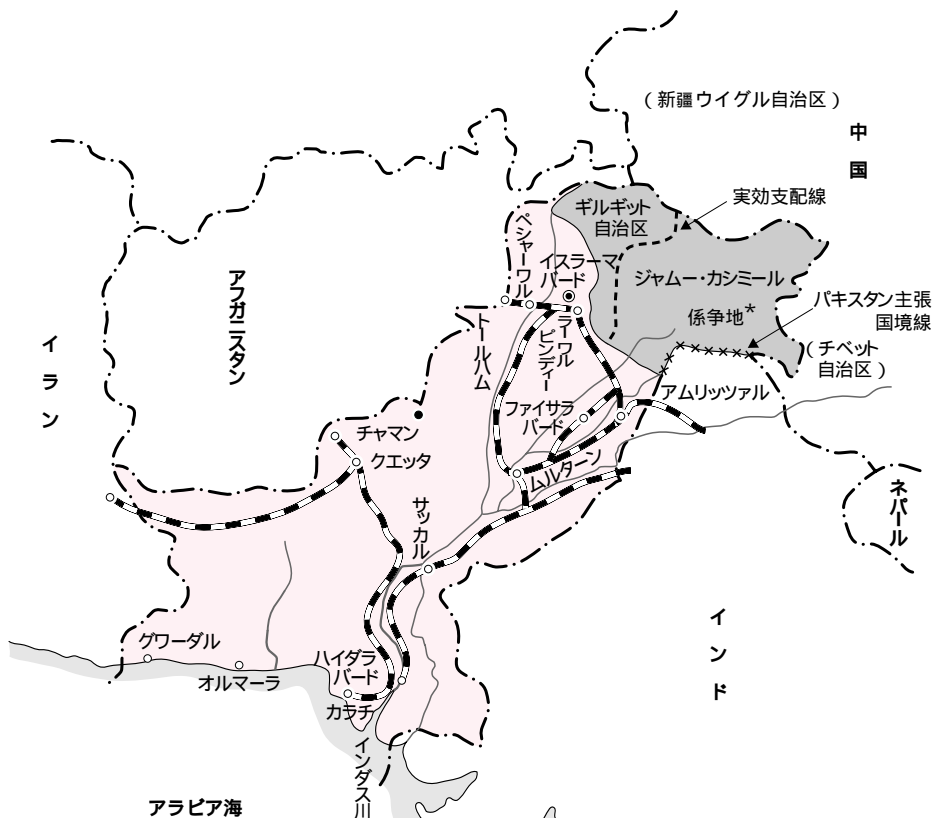 (新疆ウイグル自治区)
中国
実効支配線
ギルギット
自治区
ペシャーワル
イスラーマ
バード
ジャムー・カシミール
係争地*
パキスタン主張
国境線
(チベット
自治区)
アフガニスタン
イラン
トールハム
ラーワル
ピンディー
アムリッツァル
ファイサラ
バード
チャマン
クエッタ
ムルターン
サッカル
ネパール
インド
グワーダル
オルマーラ
ハイダラ
バード
カラチ
インダス川
アラビア海